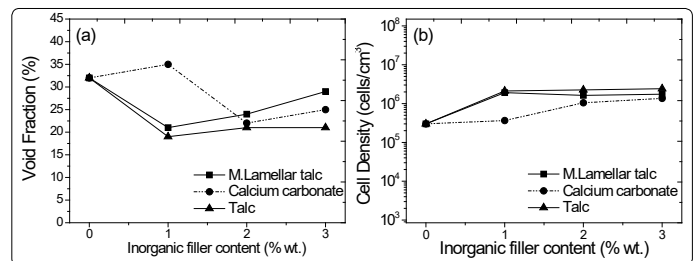 (a)
Void Fraction (%)
45
40
35
30
25
20
15
10
5
0
M.Lamellar talc
Calcium carbonate
Talc
0 1 2 3
Inorganic filler content (% wt.)
(b)
Cell Density (cells/cm³)
10⁸
10⁷
10⁶
10⁵
10⁴
10³
M.Lamellar talc
Calcium carbonate
Talc
0 1 2 3
Inorganic filler content (% wt.)